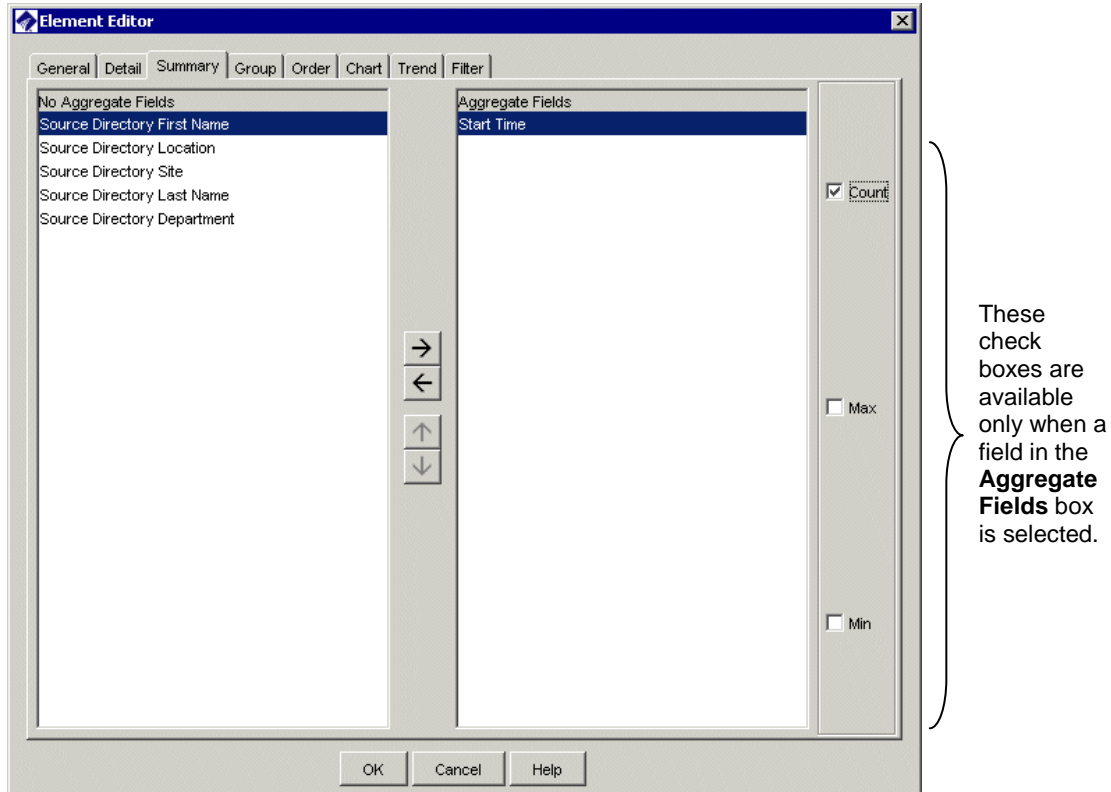 Element Editor
General Detail Summary Group Order Chart Trend Filter
No Aggregate Fields
Source Directory First Name
Source Directory Location
Source Directory Site
Source Directory Last Name
Source Directory Department
Aggregate Fields
Start Time
Count
Max
Min
OK Cancel Help
These
check
boxes are
available
only when a
field in the
Aggregate
Fields box
is selected.